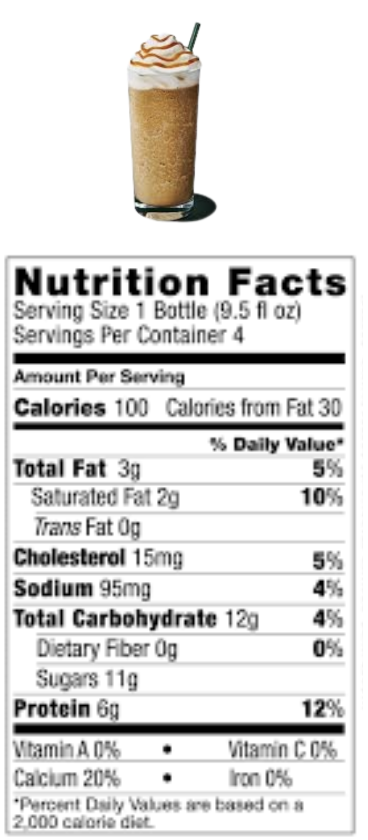 Nutrition Facts
Serving Size 1 Bottle (9.5 fl oz)
Servings Per Container 4
Amount Per Serving
Calories 100 Calories from Fat 30
% Daily Value*
Total Fat 3g 5%
Saturated Fat 2g 10%
Trans Fat 0g
Cholesterol 15mg 5%
Sodium 95mg 4%
Total Carbohydrate 12g 4%
Dietary Fiber 0g 0%
Sugars 11g
Protein 6g 12%
Vitamin A 0% • Vitamin C 0%
Calcium 20% • Iron 0%
*Percent Daily Values are based on a
2,000 calorie diet.